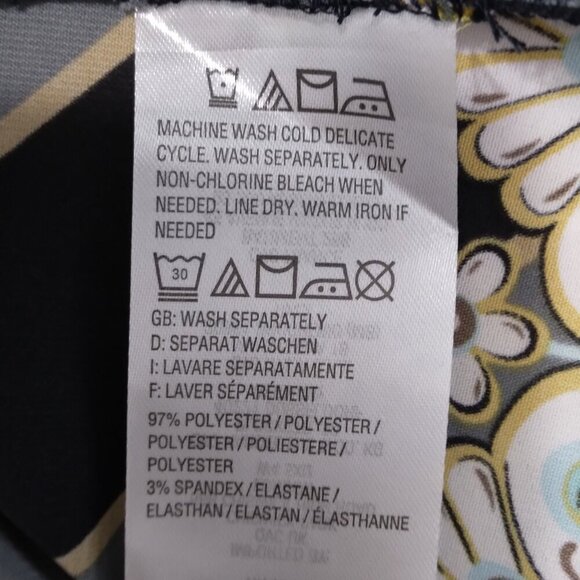 MACHINE WASH COLD DELICATE
CYCLE. WASH SEPARATELY. ONLY
NON-CHLORINE BLEACH WHEN
NEEDED. LINE DRY. WARM IRON IF
NEEDED
30
GB: WASH SEPARATELY
D: SEPARAT WASCHEN
I: LAVARE SEPARATAMENTE
F: LAVER SÉPARÉMENT
97% POLYESTER / POLYESTER /
POLYESTER / POLIESTERE /
POLYESTER
3% SPANDEX / ELASTANE /
ELASTHAN / ELASTAN / ÉLASTHANNE